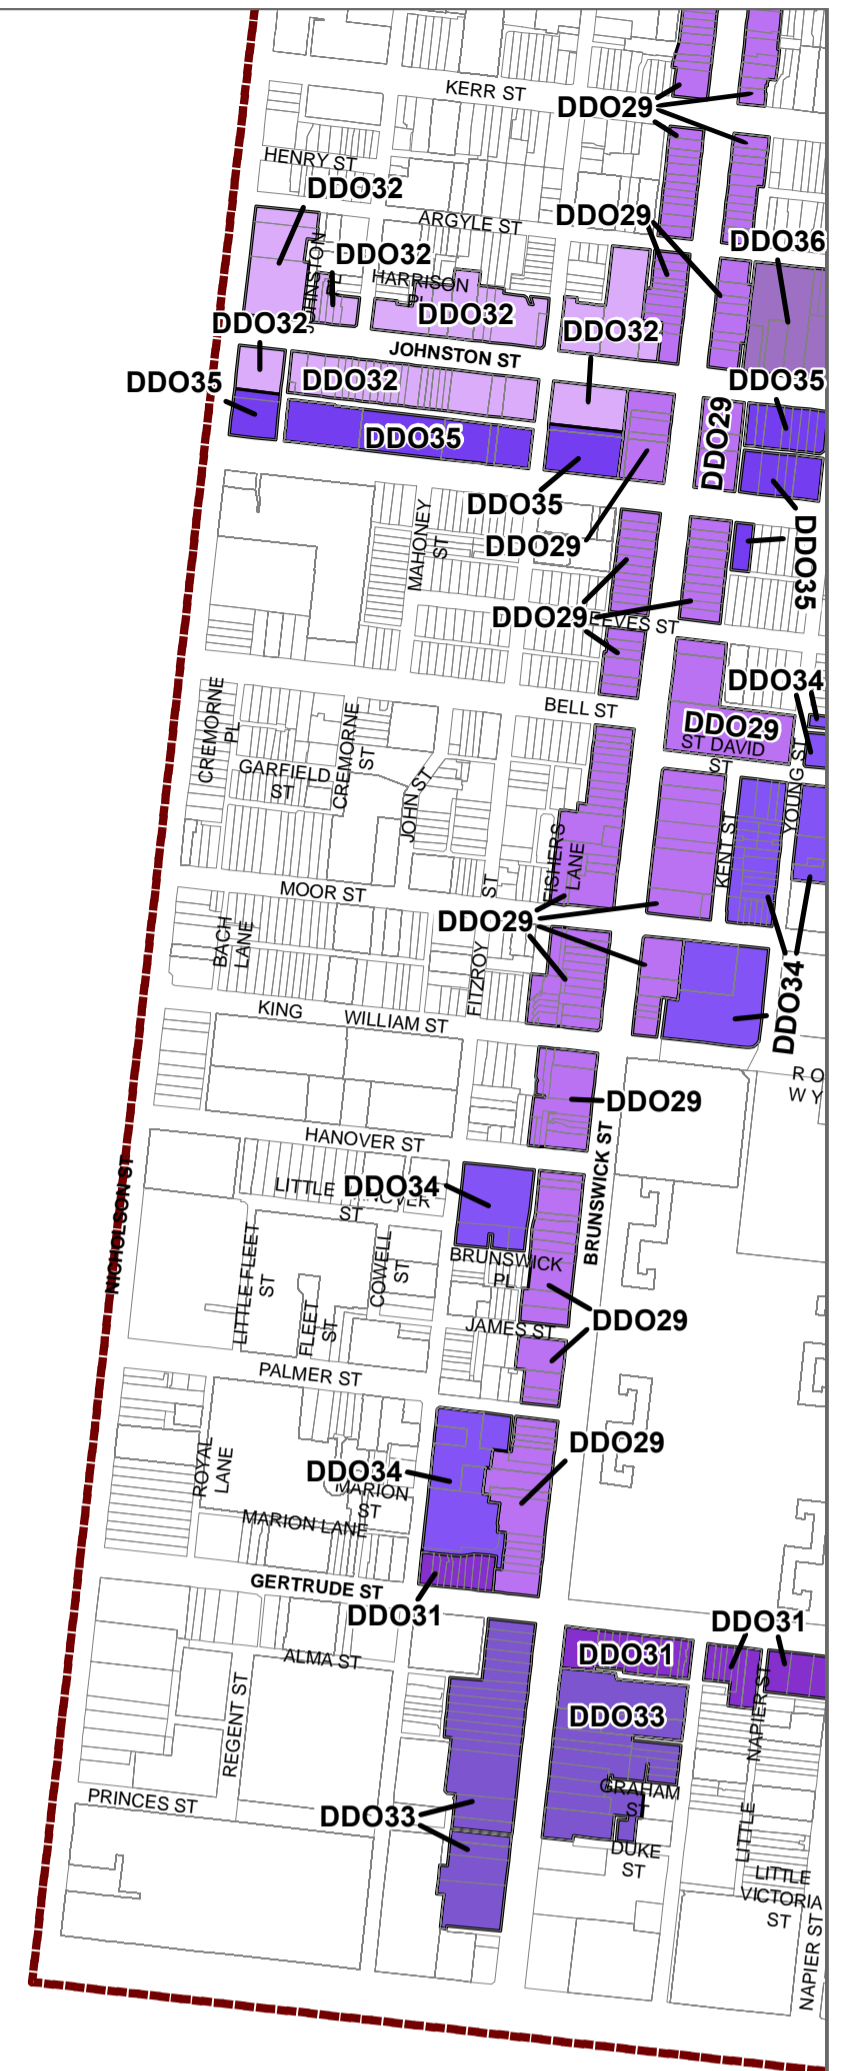 KERR ST
DDO29
HENRY ST
DDO32
ARGYLE ST
DDO29
DDO36
DDO32
HARRISON
PL
DDO32
DDO32
DDO32
JOHNSTON ST
DDO35
DDO32
DDO35
DDO29
DDO35
DDO35
DDO29
DDO35
MAHONEY
ST
DDO29
BELL ST
DDO34
DDO29
ST DAVID
ST
YOUNG ST
CREMORNE
PL
CREMORNE
ST
GARFIELD
ST
JOHN ST
KENT ST
LANE
MOOR ST
DDO29
BACH
LANE
FITZROY
ST
DDO34
KING
WILLIAM ST
DDO29
HANOVER ST
BRUNSWICK ST
DDO34
LITTLE
ST
NICHOLSON ST
BRUNSWICK
PL
LITTLE FLEET
ST
COWELL
ST
FLEET
ST
JAMES ST
DDO29
PALMER ST
DDO29
ROYAL
LANE
DDO34
MARION
ST
MARION LANE
GERTRUDE ST
DDO31
DDO31
DDO31
ALMA ST
REGENT ST
DDO33
NAPIER ST
LITTLE
GRAHAM
ST
PRINCES ST
DDO33
DUKE
ST
LITTLE
VICTORIA
ST
NAPIER ST